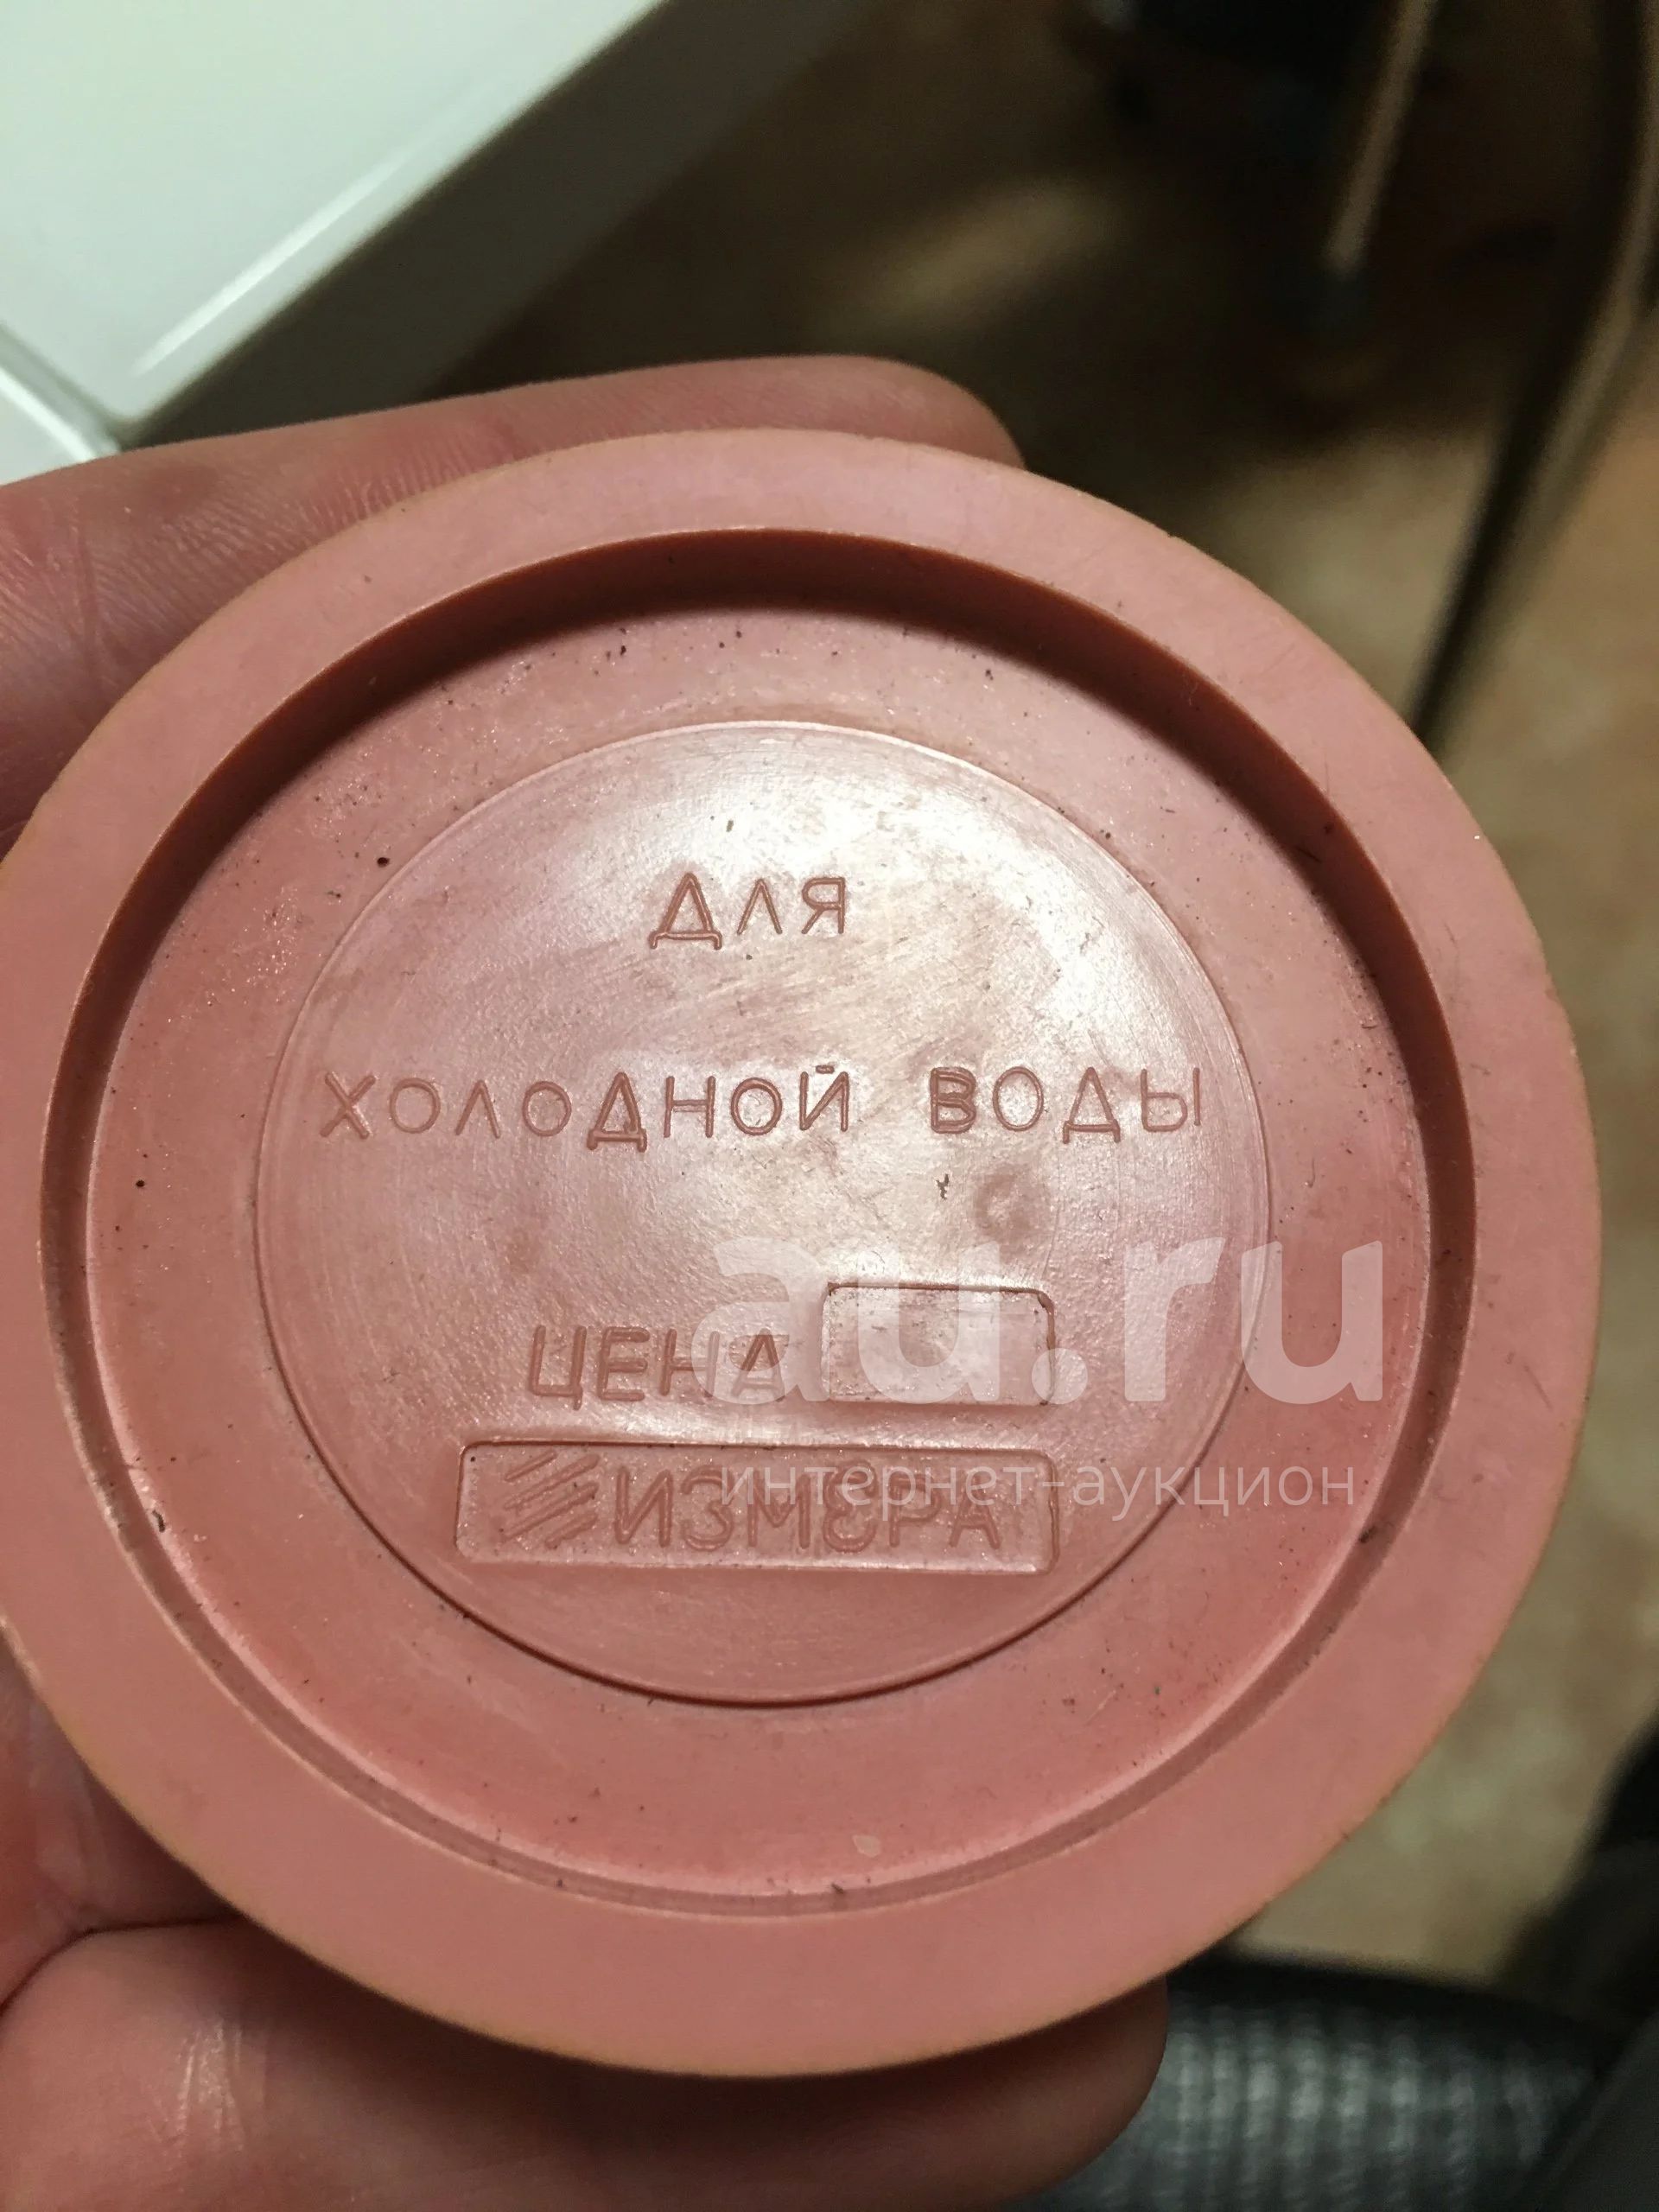 ДЛЯ
ХОЛОДНОЙ ВОДЫ
ЦЕНА
ИЗМЕРА
au.ru
интернет-аукцион